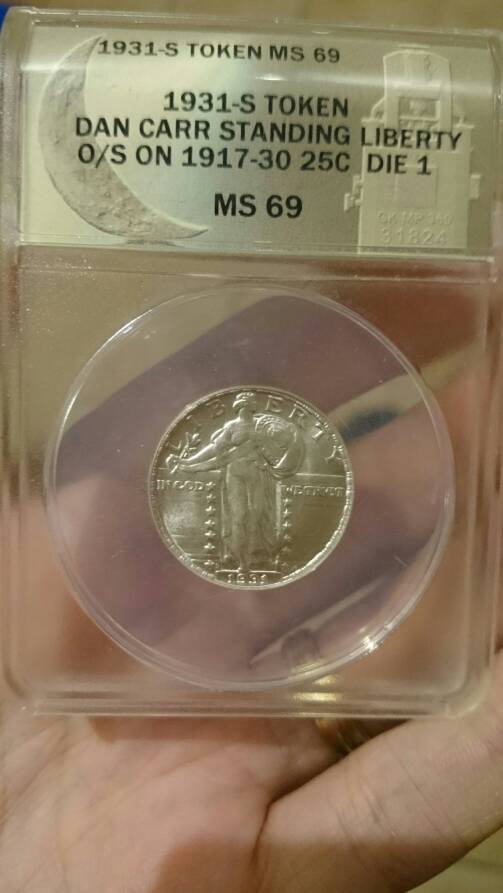 1931-S TOKEN MS 69
1931-S TOKEN
DAN CARR STANDING LIBERTY
O/S ON 1917-30 25C DIE 1
MS 69
31824
LIBERTY
IN GOD WE TRUST
1931